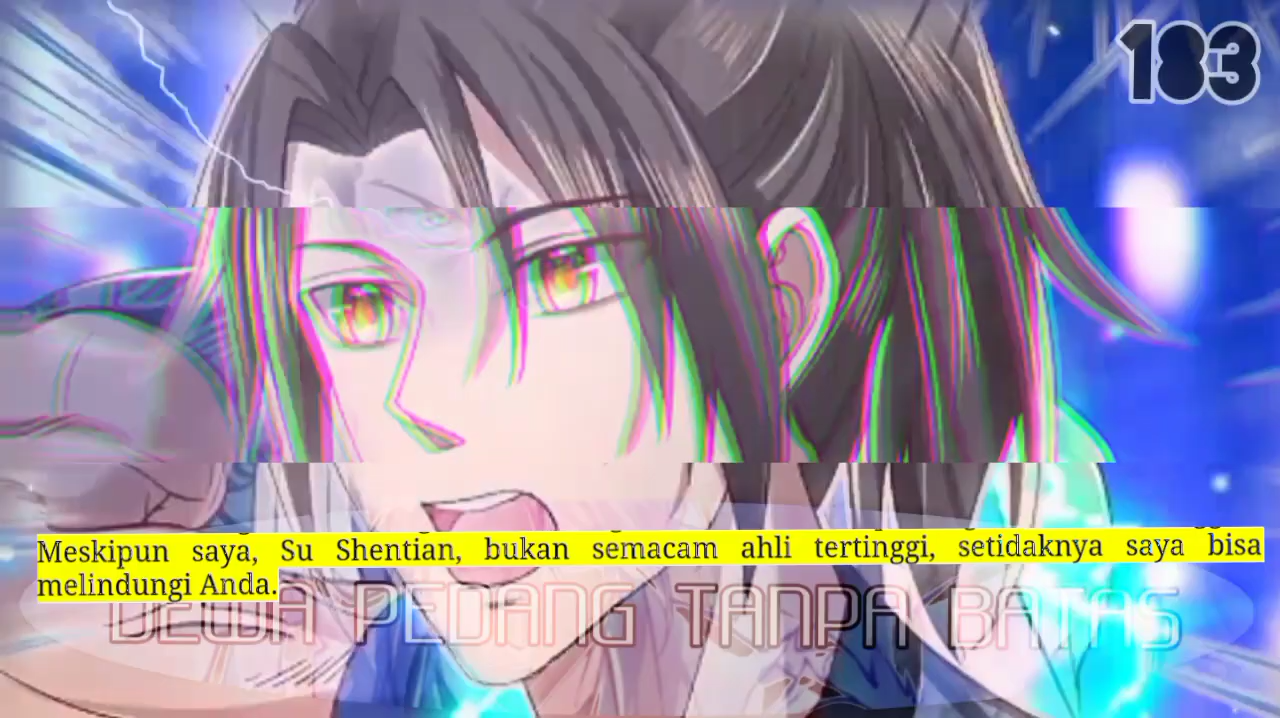 183
Meskipun saya, Su Shentian, bukan semacam ahli tertinggi, setidaknya saya bisa
melindungi Anda.
DEWA PEDANG TANPA BATAS